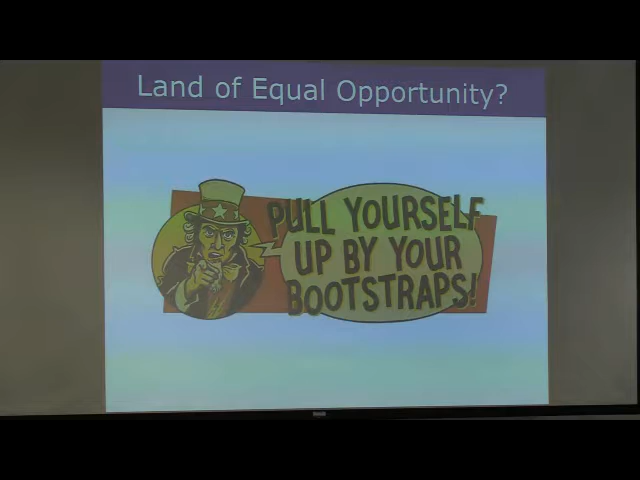 Land of Equal Opportunity?
PULL YOURSELF
UP BY YOUR
BOOTSTRAPS!